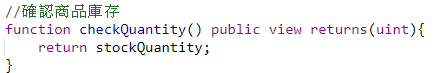 //確認商品庫存
function checkQuantity() public view returns(uint){
    return stockQuantity;
}